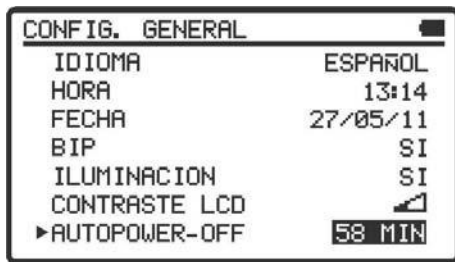 CONFIG. GENERAL
IDIOMA ESPAÑOL
HORA 13:14
FECHA 27/05/11
BIP SI
ILUMINACION SI
CONTRASTE LCD
▶AUTOPOWER-OFF 58 MIN